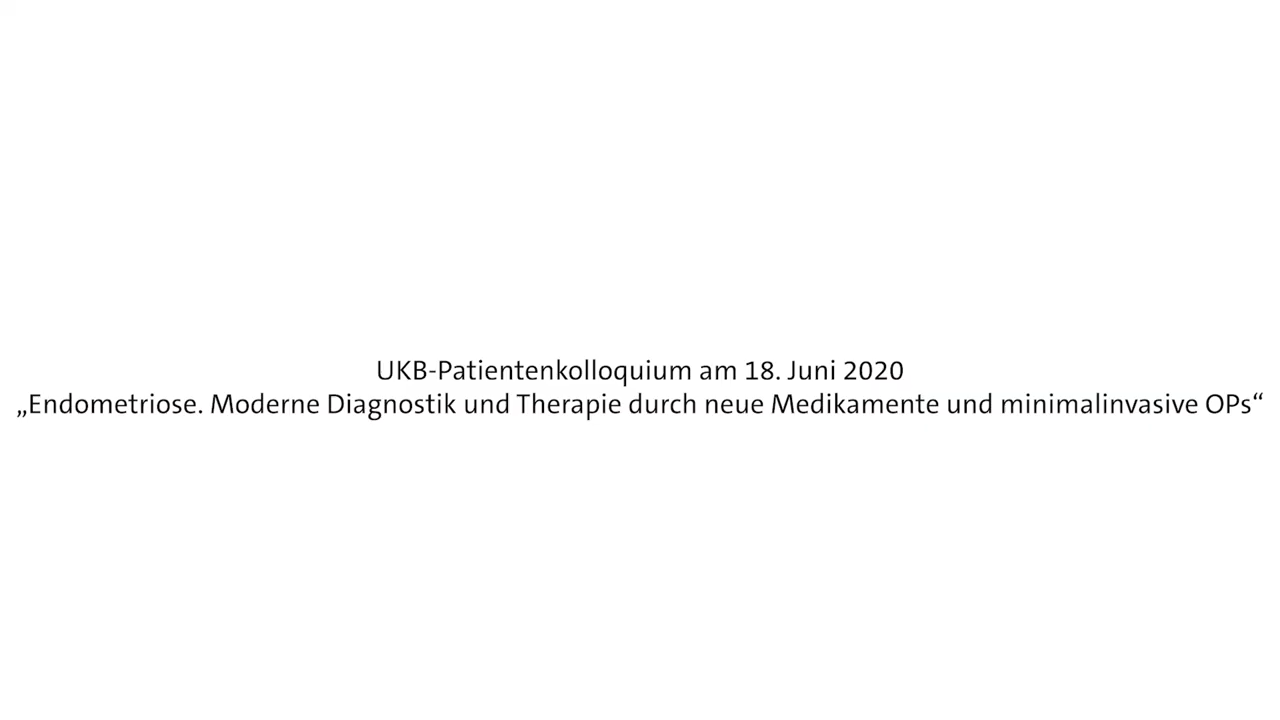 UKB-Patientenkolloquium am 18. Juni 2020
„Endometriose. Moderne Diagnostik und Therapie durch neue Medikamente und minimalinvasive OPs“